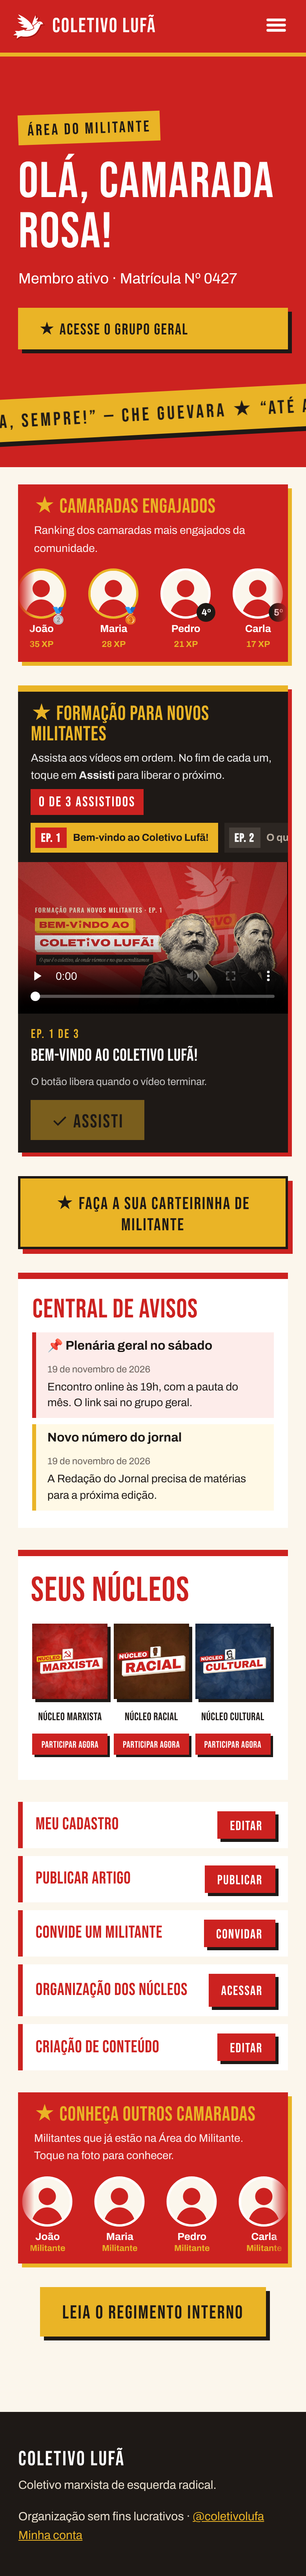 COLETIVO LUFÃ
ÁREA DO MILITANTE
OLÁ, CAMARADA
ROSA!
Membro ativo · Matrícula Nº 0427
★ ACESSE O GRUPO GERAL
A, SEMPRE!” — CHE GUEVARA ★ “ATÉ
★ CAMARADAS ENGAJADOS
Ranking dos camaradas mais engajados da
comunidade.
4º 5º
João Maria Pedro Carla
35 XP 28 XP 21 XP 17 XP
★ FORMAÇÃO PARA NOVOS
MILITANTES
Assista aos vídeos em ordem. No fim de cada um,
toque em Assisti para liberar o próximo.
0 DE 3 ASSISTIDOS
EP. 1 Bem-vindo ao Coletivo Lufã! EP. 2 O qu
FORMAÇÃO PARA NOVOS MILITANTES · EP. 1
BEM-VINDO AO
COLETIVO LUFÃ!
O que é o coletivo, de onde viemos e no que acreditamos
0:00
EP. 1 DE 3
BEM-VINDO AO COLETIVO LUFÃ!
O botão libera quando o vídeo terminar.
✓ ASSISTI
★ FAÇA A SUA CARTEIRINHA DE
MILITANTE
CENTRAL DE AVISOS
📌 Plenária geral no sábado
19 de novembro de 2026
Encontro online às 19h, com a pauta do
mês. O link sai no grupo geral.
Novo número do jornal
19 de novembro de 2026
A Redação do Jornal precisa de matérias
para a próxima edição.
SEUS NÚCLEOS
NÚCLEO MARXISTA NÚCLEO RACIAL NÚCLEO CULTURAL
NÚCLEO MARXISTA NÚCLEO RACIAL NÚCLEO CULTURAL
PARTICIPAR AGORA PARTICIPAR AGORA PARTICIPAR AGORA
MEU CADASTRO EDITAR
PUBLICAR ARTIGO PUBLICAR
CONVIDE UM MILITANTE CONVIDAR
ORGANIZAÇÃO DOS NÚCLEOS ACESSAR
CRIAÇÃO DE CONTEÚDO EDITAR
★ CONHEÇA OUTROS CAMARADAS
Militantes que já estão na Área do Militante.
Toque na foto para conhecer.
João Maria Pedro Carla
Militante Militante Militante Militante
LEIA O REGIMENTO INTERNO
COLETIVO LUFÃ
Coletivo marxista de esquerda radical.
Organização sem fins lucrativos · @coletivolufa
Minha conta